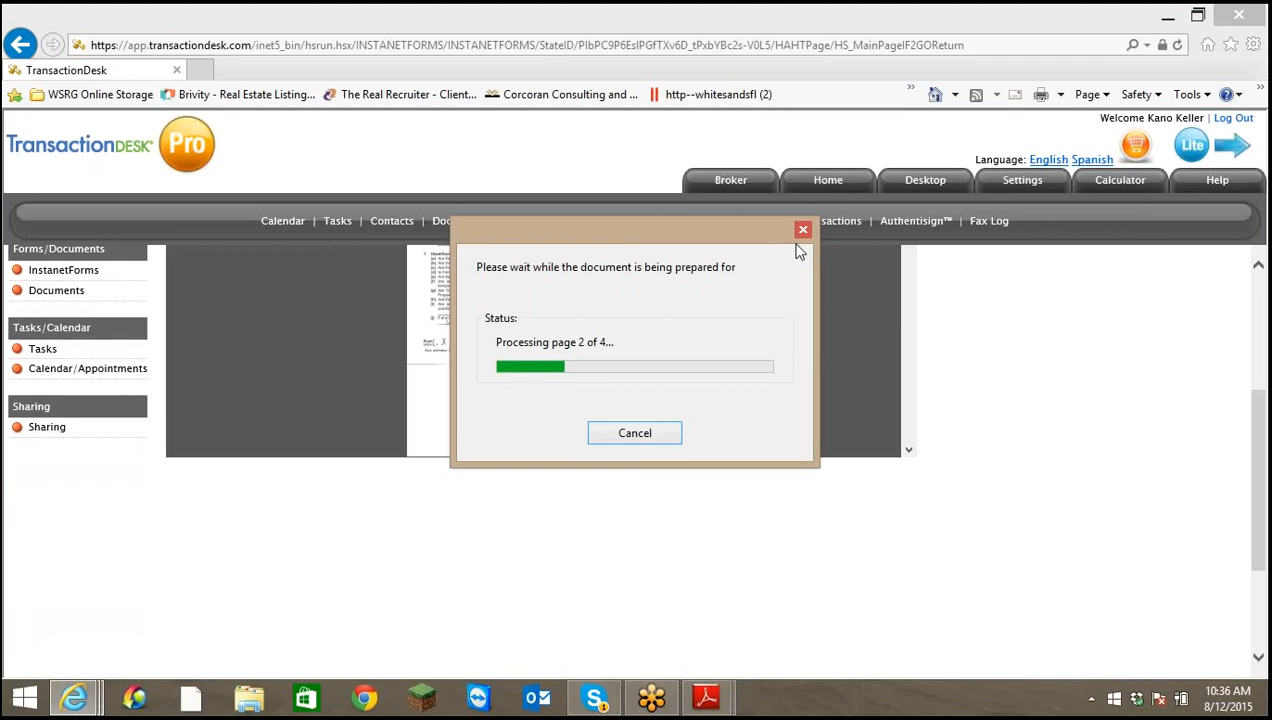 https://app.transactiondesk.com/inet5_bin/hsrun.hsx/INSTANETFORMS/INSTANETFORMS/StateID/PIbPC9P6EsIPGfTXv6D_tPxbYBc2s-V0L5/HAHTPage/HS_MainPageIF2GOReturn
TransactionDesk
WSRG Online Storage
Brivity - Real Estate Listing...
The Real Recruiter - Client...
Corcoran Consulting and ...
http--whitesandsfl (2)
Page
Safety
Tools
Welcome Kano Keller | Log Out
TransactionDESK Pro
Language: English Spanish
Lite
Broker
Home
Desktop
Settings
Calculator
Help
Calendar | Tasks | Contacts | Do
sactions | Authentisign™ | Fax Log
Forms/Documents
InstanetForms
Documents
Tasks/Calendar
Tasks
Calendar/Appointments
Sharing
Sharing
Please wait while the document is being prepared for
Status:
Processing page 2 of 4...
Cancel
10:36 AM
8/12/2015